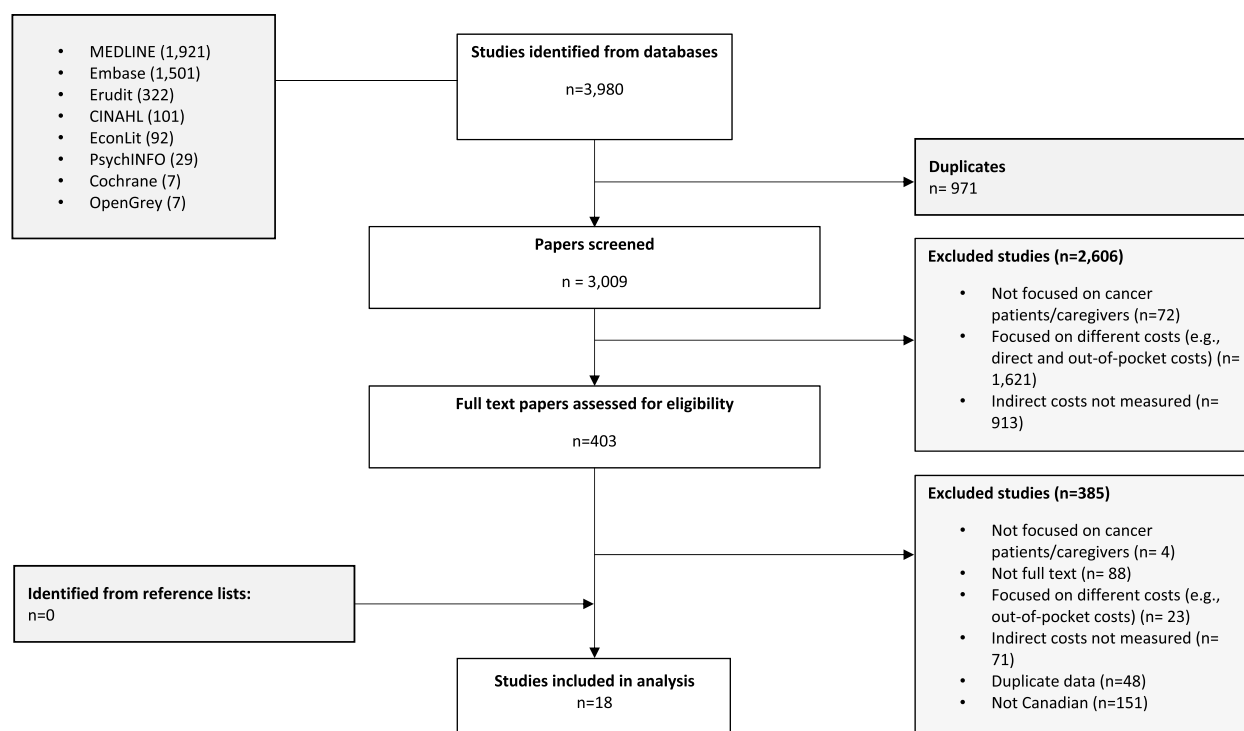 • MEDLINE (1,921)
• Embase (1,501)
• Erudit (322)
• CINAHL (101)
• EconLit (92)
• PsychINFO (29)
• Cochrane (7)
• OpenGrey (7)
Studies identified from databases
n=3,980
Duplicates
n= 971
Papers screened
n = 3,009
Excluded studies (n=2,606)
• Not focused on cancer
patients/caregivers (n=72)
• Focused on different costs (e.g.,
direct and out-of-pocket costs) (n=
1,621)
• Indirect costs not measured (n=
913)
Full text papers assessed for eligibility
n=403
Excluded studies (n=385)
• Not focused on cancer
patients/caregivers (n= 4)
• Not full text (n= 88)
• Focused on different costs (e.g.,
out-of-pocket costs) (n= 23)
• Indirect costs not measured (n=
71)
• Duplicate data (n=48)
• Not Canadian (n=151)
Identified from reference lists:
n=0
Studies included in analysis
n=18